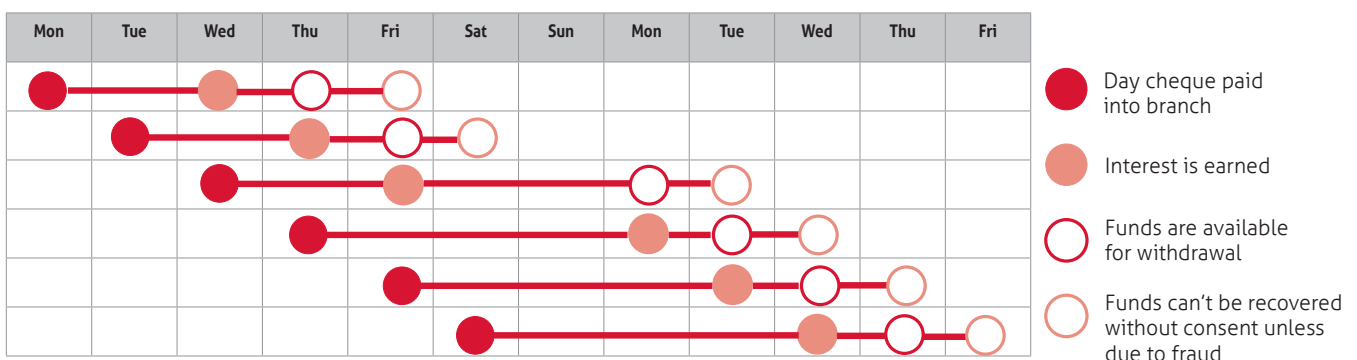 Mon Tue Wed Thu Fri Sat Sun Mon Tue Wed Thu Fri
Day cheque paid
into branch
Interest is earned
Funds are available
for withdrawal
Funds can't be recovered
without consent unless
due to fraud